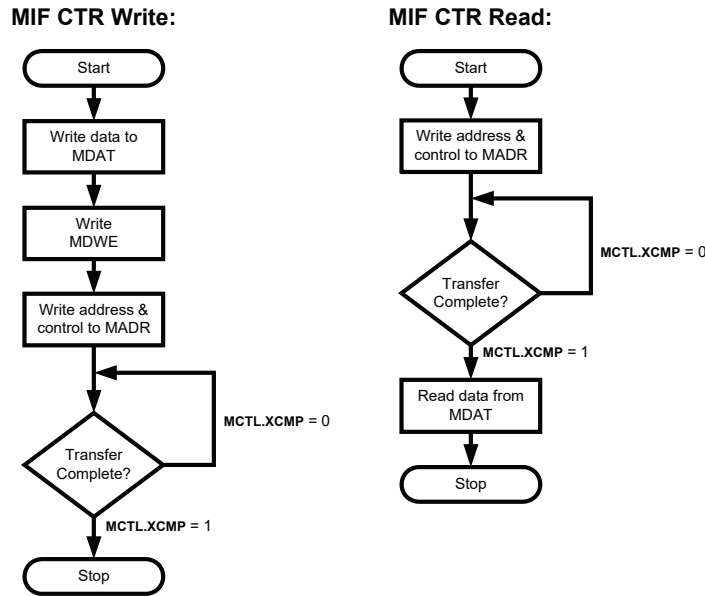 MIF CTR Write:
Start
Write data to
MDAT
Write
MDWE
Write address &
control to MADR
MCTL.XCMP = 0
Transfer
Complete?
MCTL.XCMP = 1
Stop
MIF CTR Read:
Start
Write address &
control to MADR
MCTL.XCMP = 0
Transfer
Complete?
MCTL.XCMP = 1
Read data from
MDAT
Stop